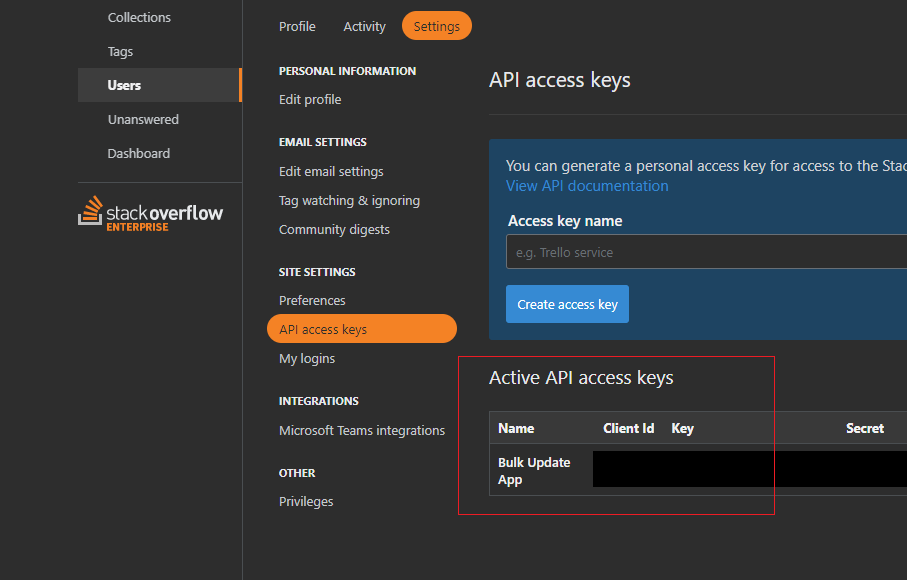 Collections
Tags
Users
Unanswered
Dashboard
stackoverflow
ENTERPRISE
Profile
Activity
Settings
PERSONAL INFORMATION
Edit profile
EMAIL SETTINGS
Edit email settings
Tag watching & ignoring
Community digests
SITE SETTINGS
Preferences
API access keys
My logins
INTEGRATIONS
Microsoft Teams integrations
OTHER
Privileges
API access keys
You can generate a personal access key for access to the Stac
View API documentation
Access key name
e.g. Trello service
Create access key
Active API access keys
Name Client Id Key Secret
Bulk Update
App